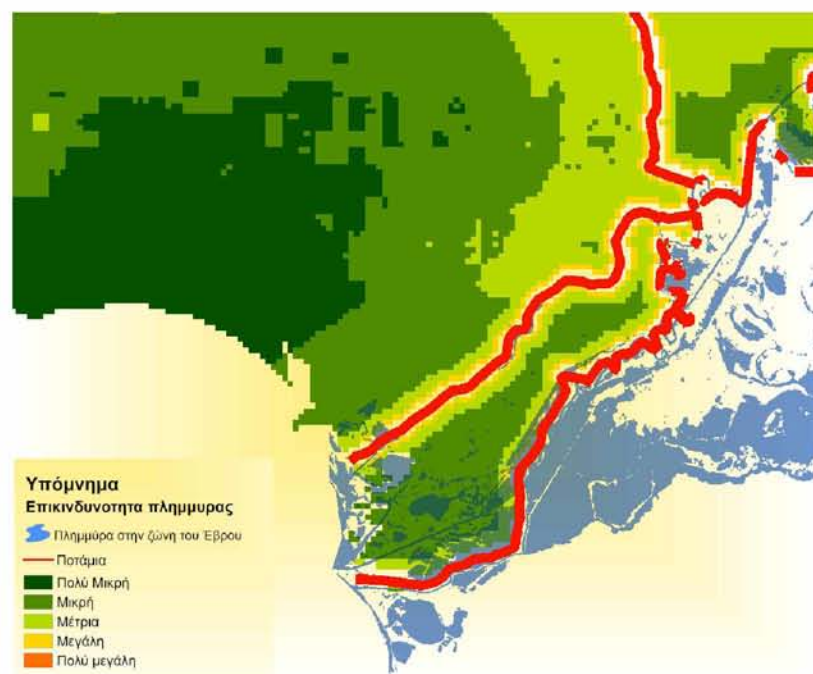 Υπόμνημα
Επικινδυνοτητα πλημμυρας
Πλημμύρα στην ζώνη του Έβρου
Ποτάμια
Πολύ Μικρή
Μικρή
Μέτρια
Μεγάλη
Πολύ μεγάλη